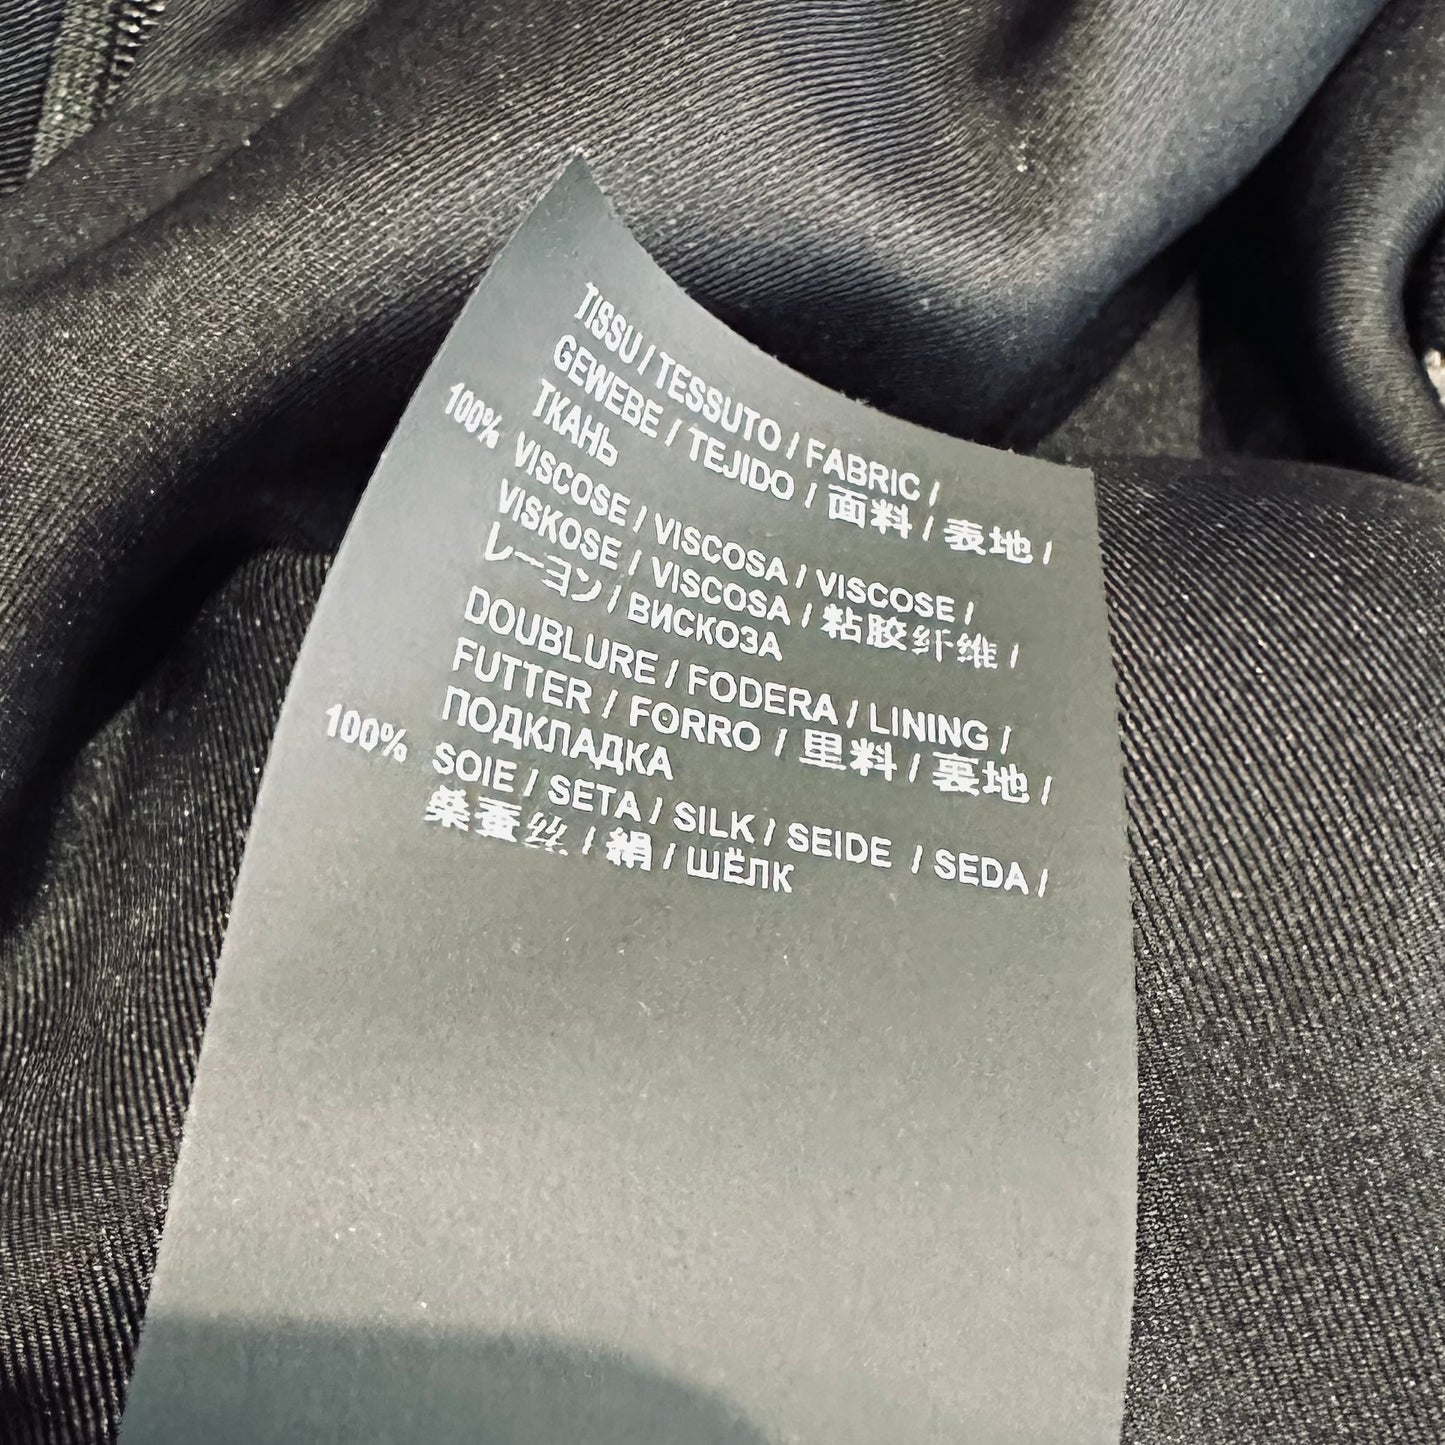 TISSU / TESSUTO / FABRIC /
GEWEBE / TEJIDO / 面料 / 表地 /
ТКАНЬ
100% VISCOSE / VISCOSA / VISCOSE /
VISKOSE / VISCOSA / 粘胶纤维 /
レーヨン / ВИСКОЗА
DOUBLURE / FODERA / LINING /
FUTTER / FORRO / 里料 / 裏地 /
ПОДКЛАДКА
100% SOIE / SETA / SILK / SEIDE / SEDA /
桑蚕丝 / 絹 / ШЁЛК